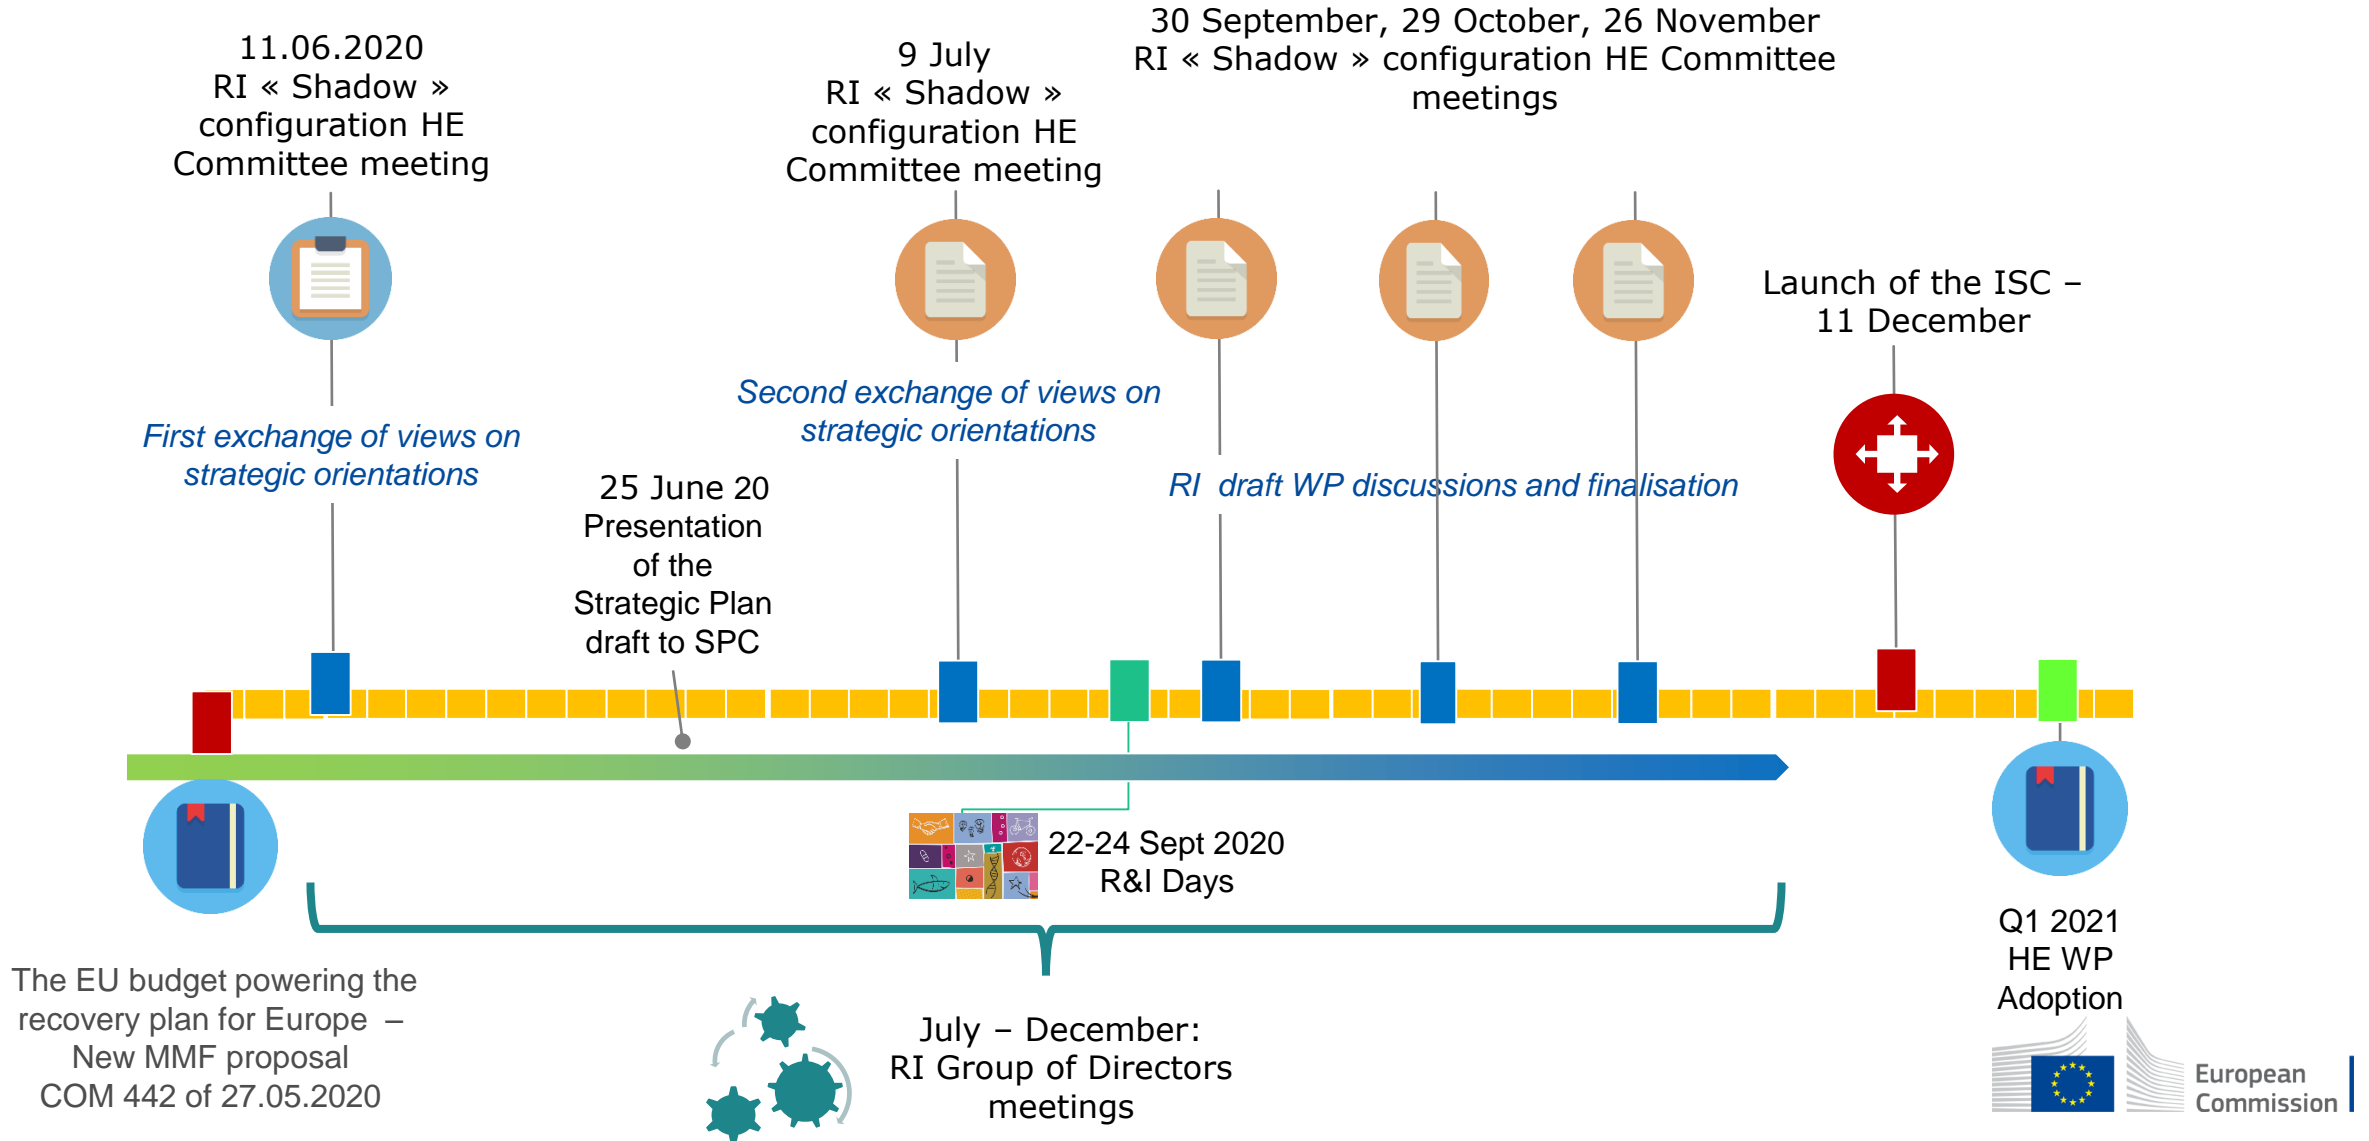 11.06.2020
RI « Shadow »
configuration HE
Committee meeting
9 July
RI « Shadow »
configuration HE
Committee meeting
30 September, 29 October, 26 November
RI « Shadow » configuration HE Committee
meetings
Launch of the ISC –
11 December
First exchange of views on
strategic orientations
Second exchange of views on
strategic orientations
RI draft WP discussions and finalisation
25 June 20
Presentation
of the
Strategic Plan
draft to SPC
22-24 Sept 2020
R&I Days
The EU budget powering the
recovery plan for Europe –
New MMF proposal
COM 442 of 27.05.2020
July – December:
RI Group of Directors
meetings
Q1 2021
HE WP
Adoption
European
Commission